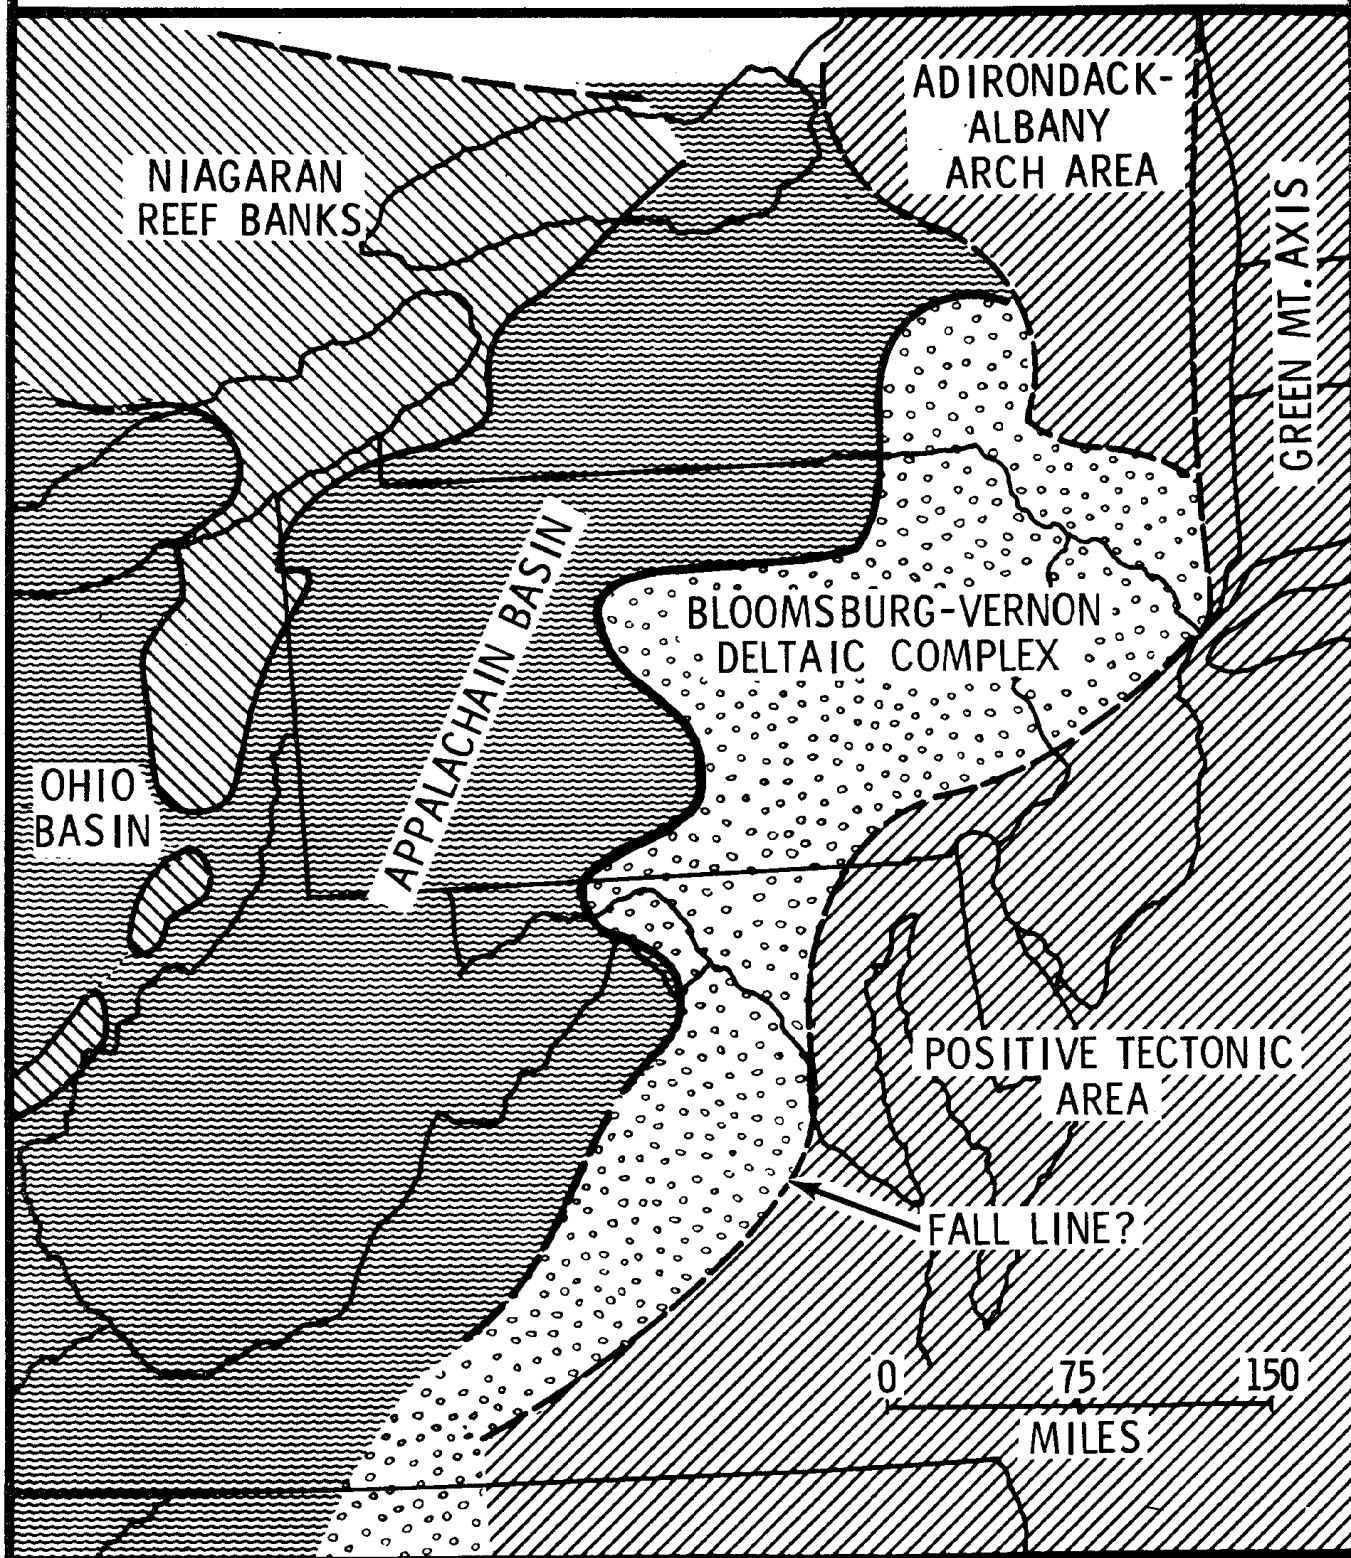 ADIRONDACK-
ALBANY
ARCH AREA
NIAGARAN
REEF BANKS
GREEN MT. AXIS
APPALACHAIN BASIN
BLOOMSBURG-VERNON
DELTAIC COMPLEX
OHIO
BASIN
POSITIVE TECTONIC
AREA
FALL LINE?
0 75 150
MILES